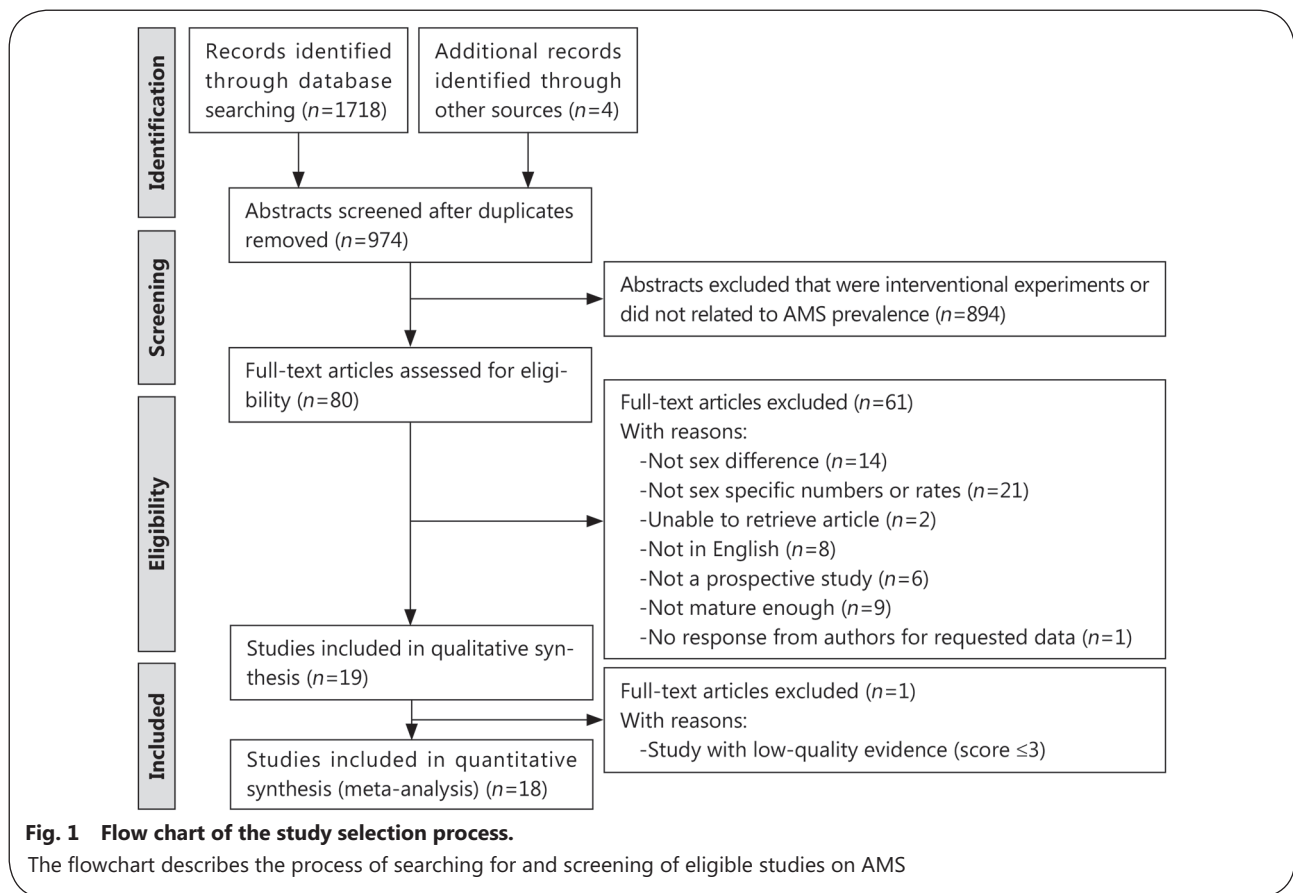 Identification
Records identified
through database
searching (n=1718)
Additional records
identified through
other sources (n=4)
Abstracts screened after duplicates
removed (n=974)
Screening
Abstracts excluded that were interventional experiments or
did not related to AMS prevalence (n=894)
Full-text articles assessed for eligi-
bility (n=80)
Eligibility
Full-text articles excluded (n=61)
With reasons:
-Not sex difference (n=14)
-Not sex specific numbers or rates (n=21)
-Unable to retrieve article (n=2)
-Not in English (n=8)
-Not a prospective study (n=6)
-Not mature enough (n=9)
-No response from authors for requested data (n=1)
Studies included in qualitative syn-
thesis (n=19)
Included
Full-text articles excluded (n=1)
With reasons:
-Study with low-quality evidence (score ≤3)
Studies included in quantitative
synthesis (meta-analysis) (n=18)
Fig. 1 Flow chart of the study selection process.
The flowchart describes the process of searching for and screening of eligible studies on AMS